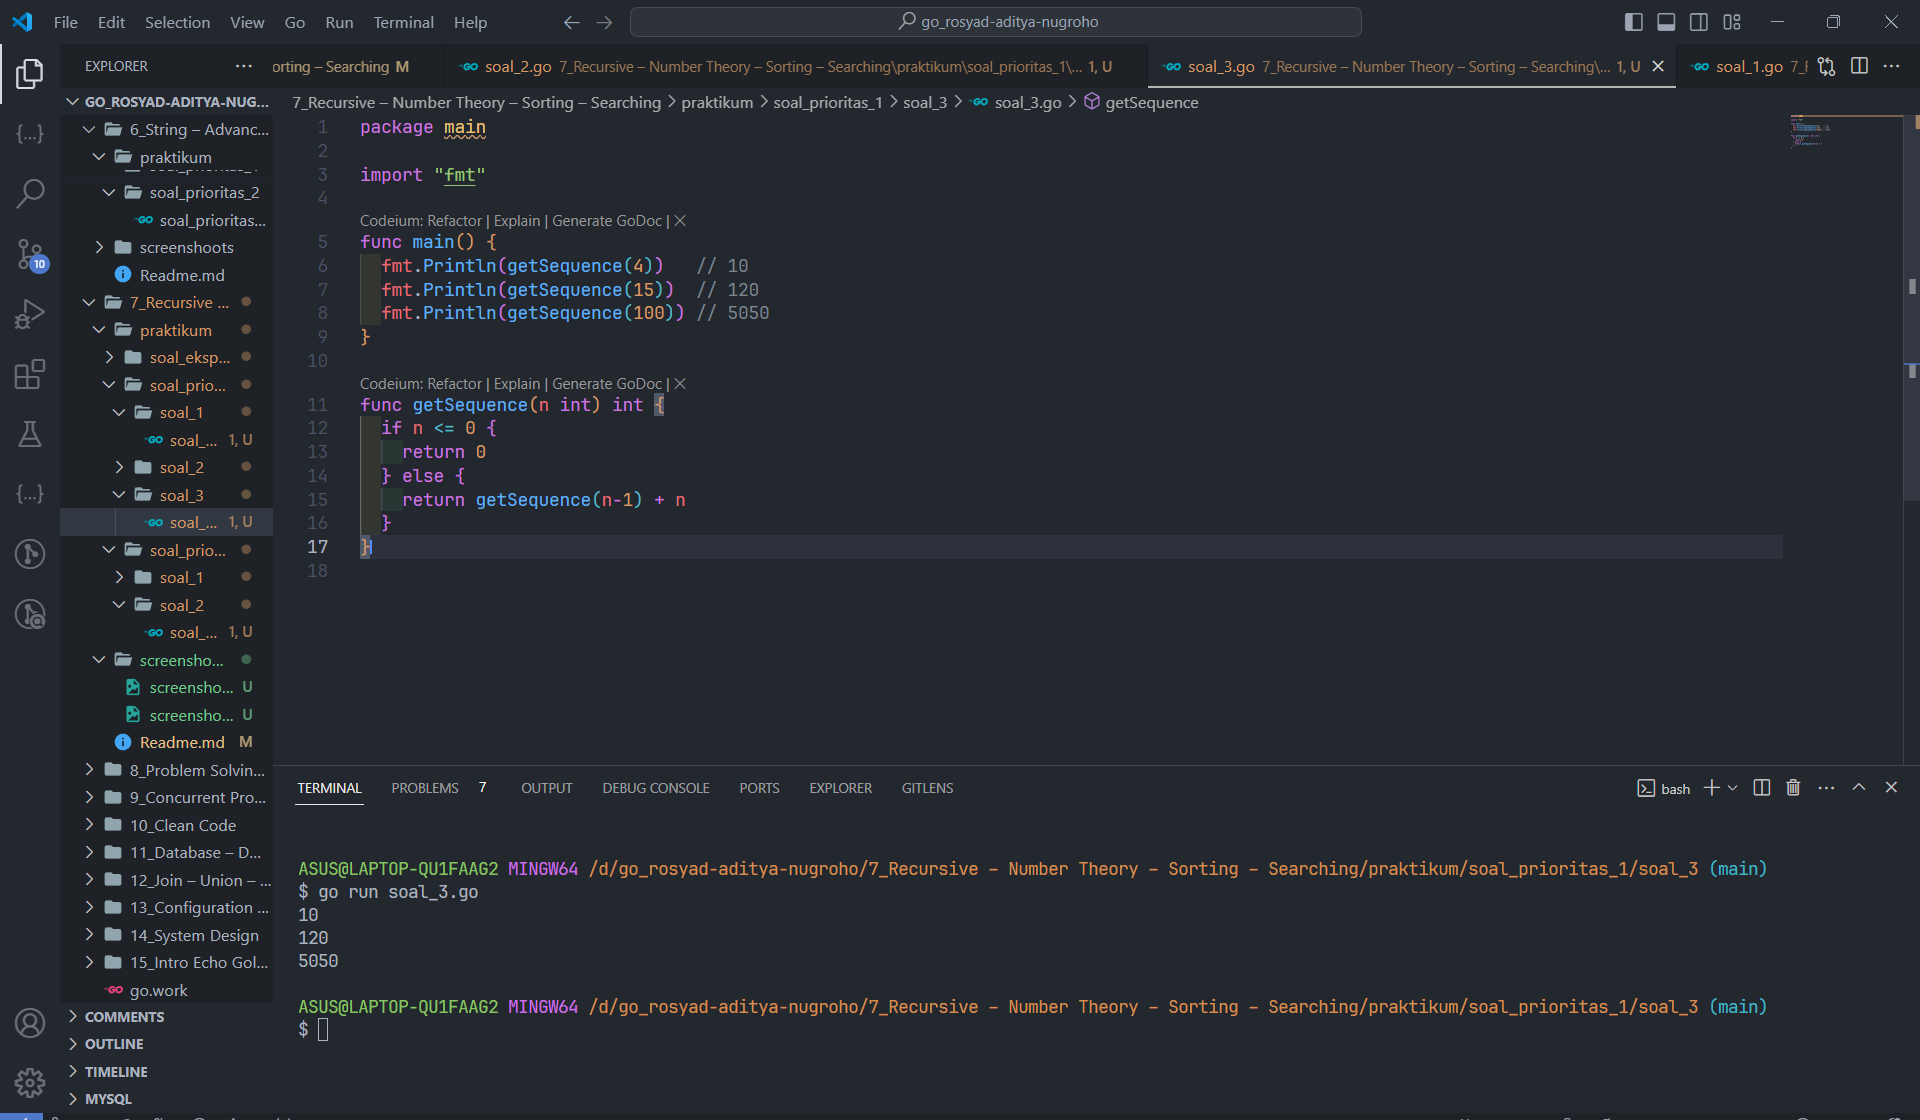 File Edit Selection View Go Run Terminal Help
go_rosyad-aditya-nugroho
EXPLORER ···
orting – Searching M
GO soal_2.go 7_Recursive – Number Theory – Sorting – Searching\praktikum\soal_prioritas_1\... 1, U
GO soal_3.go 7_Recursive – Number Theory – Sorting – Searching\... 1, U
GO soal_1.go
GO_ROSYAD-ADITYA-NUG...
6_String – Advanc...
praktikum
soal_prioritas_2
GO soal_prioritas...
screenshoots
Readme.md
7_Recursive ...
praktikum
soal_eksp...
soal_prio...
soal_1
GO soal_... 1, U
soal_2
soal_3
GO soal_... 1, U
soal_prio...
soal_1
soal_2
GO soal_... 1, U
screensho...
screensho... U
screensho... U
Readme.md M
8_Problem Solvin...
9_Concurrent Pro...
10_Clean Code
11_Database – D...
12_Join – Union – ...
13_Configuration ...
14_System Design
15_Intro Echo Gol...
GO go.work
COMMENTS
OUTLINE
TIMELINE
MYSQL
10
7_Recursive – Number Theory – Sorting – Searching > praktikum > soal_prioritas_1 > soal_3 > GO soal_3.go > getSequence
1 package main
2
3 import "fmt"
4
Codeium: Refactor | Explain | Generate GoDoc | X
5 func main() {
6 fmt.Println(getSequence(4)) // 10
7 fmt.Println(getSequence(15)) // 120
8 fmt.Println(getSequence(100)) // 5050
9 }
10
Codeium: Refactor | Explain | Generate GoDoc | X
11 func getSequence(n int) int {
12 if n <= 0 {
13 return 0
14 } else {
15 return getSequence(n-1) + n
16 }
17 }
18
TERMINAL PROBLEMS 7 OUTPUT DEBUG CONSOLE PORTS EXPLORER GITLENS
bash
ASUS@LAPTOP-QU1FAAG2 MINGW64 /d/go_rosyad-aditya-nugroho/7_Recursive – Number Theory – Sorting – Searching/praktikum/soal_prioritas_1/soal_3 (main)
$ go run soal_3.go
10
120
5050
ASUS@LAPTOP-QU1FAAG2 MINGW64 /d/go_rosyad-aditya-nugroho/7_Recursive – Number Theory – Sorting – Searching/praktikum/soal_prioritas_1/soal_3 (main)
$